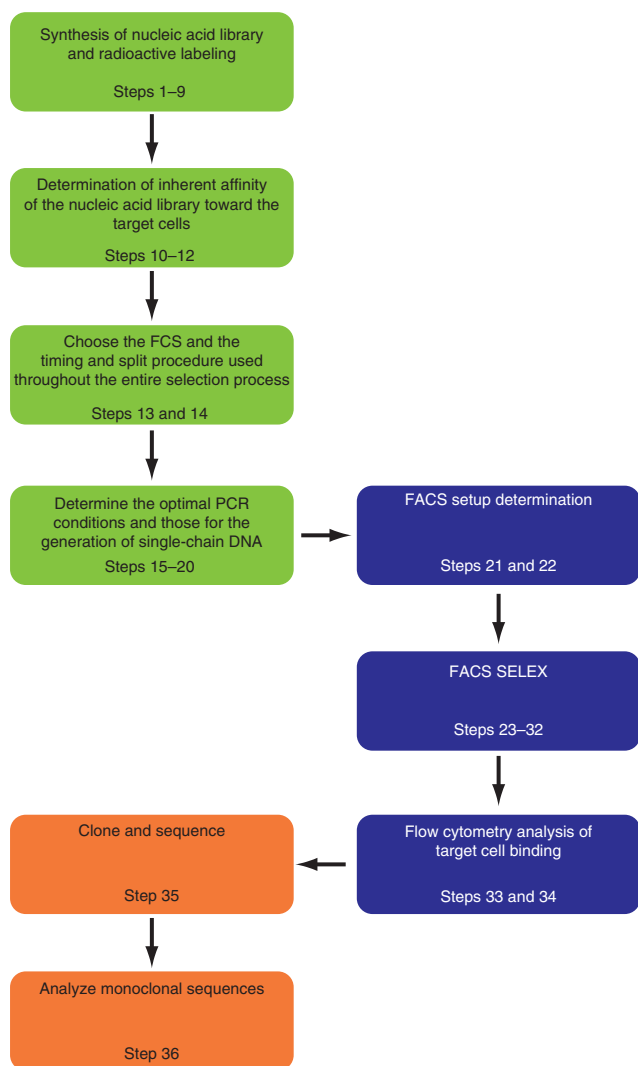 Synthesis of nucleic acid library
and radioactive labeling
Steps 1–9
Determination of inherent affinity
of the nucleic acid library toward the
target cells
Steps 10–12
Choose the FCS and the
timing and split procedure used
throughout the entire selection process
Steps 13 and 14
Determine the optimal PCR
conditions and those for the
generation of single-chain DNA
Steps 15–20
FACS setup determination
Steps 21 and 22
FACS SELEX
Steps 23–32
Flow cytometry analysis of
target cell binding
Steps 33 and 34
Clone and sequence
Step 35
Analyze monoclonal sequences
Step 36